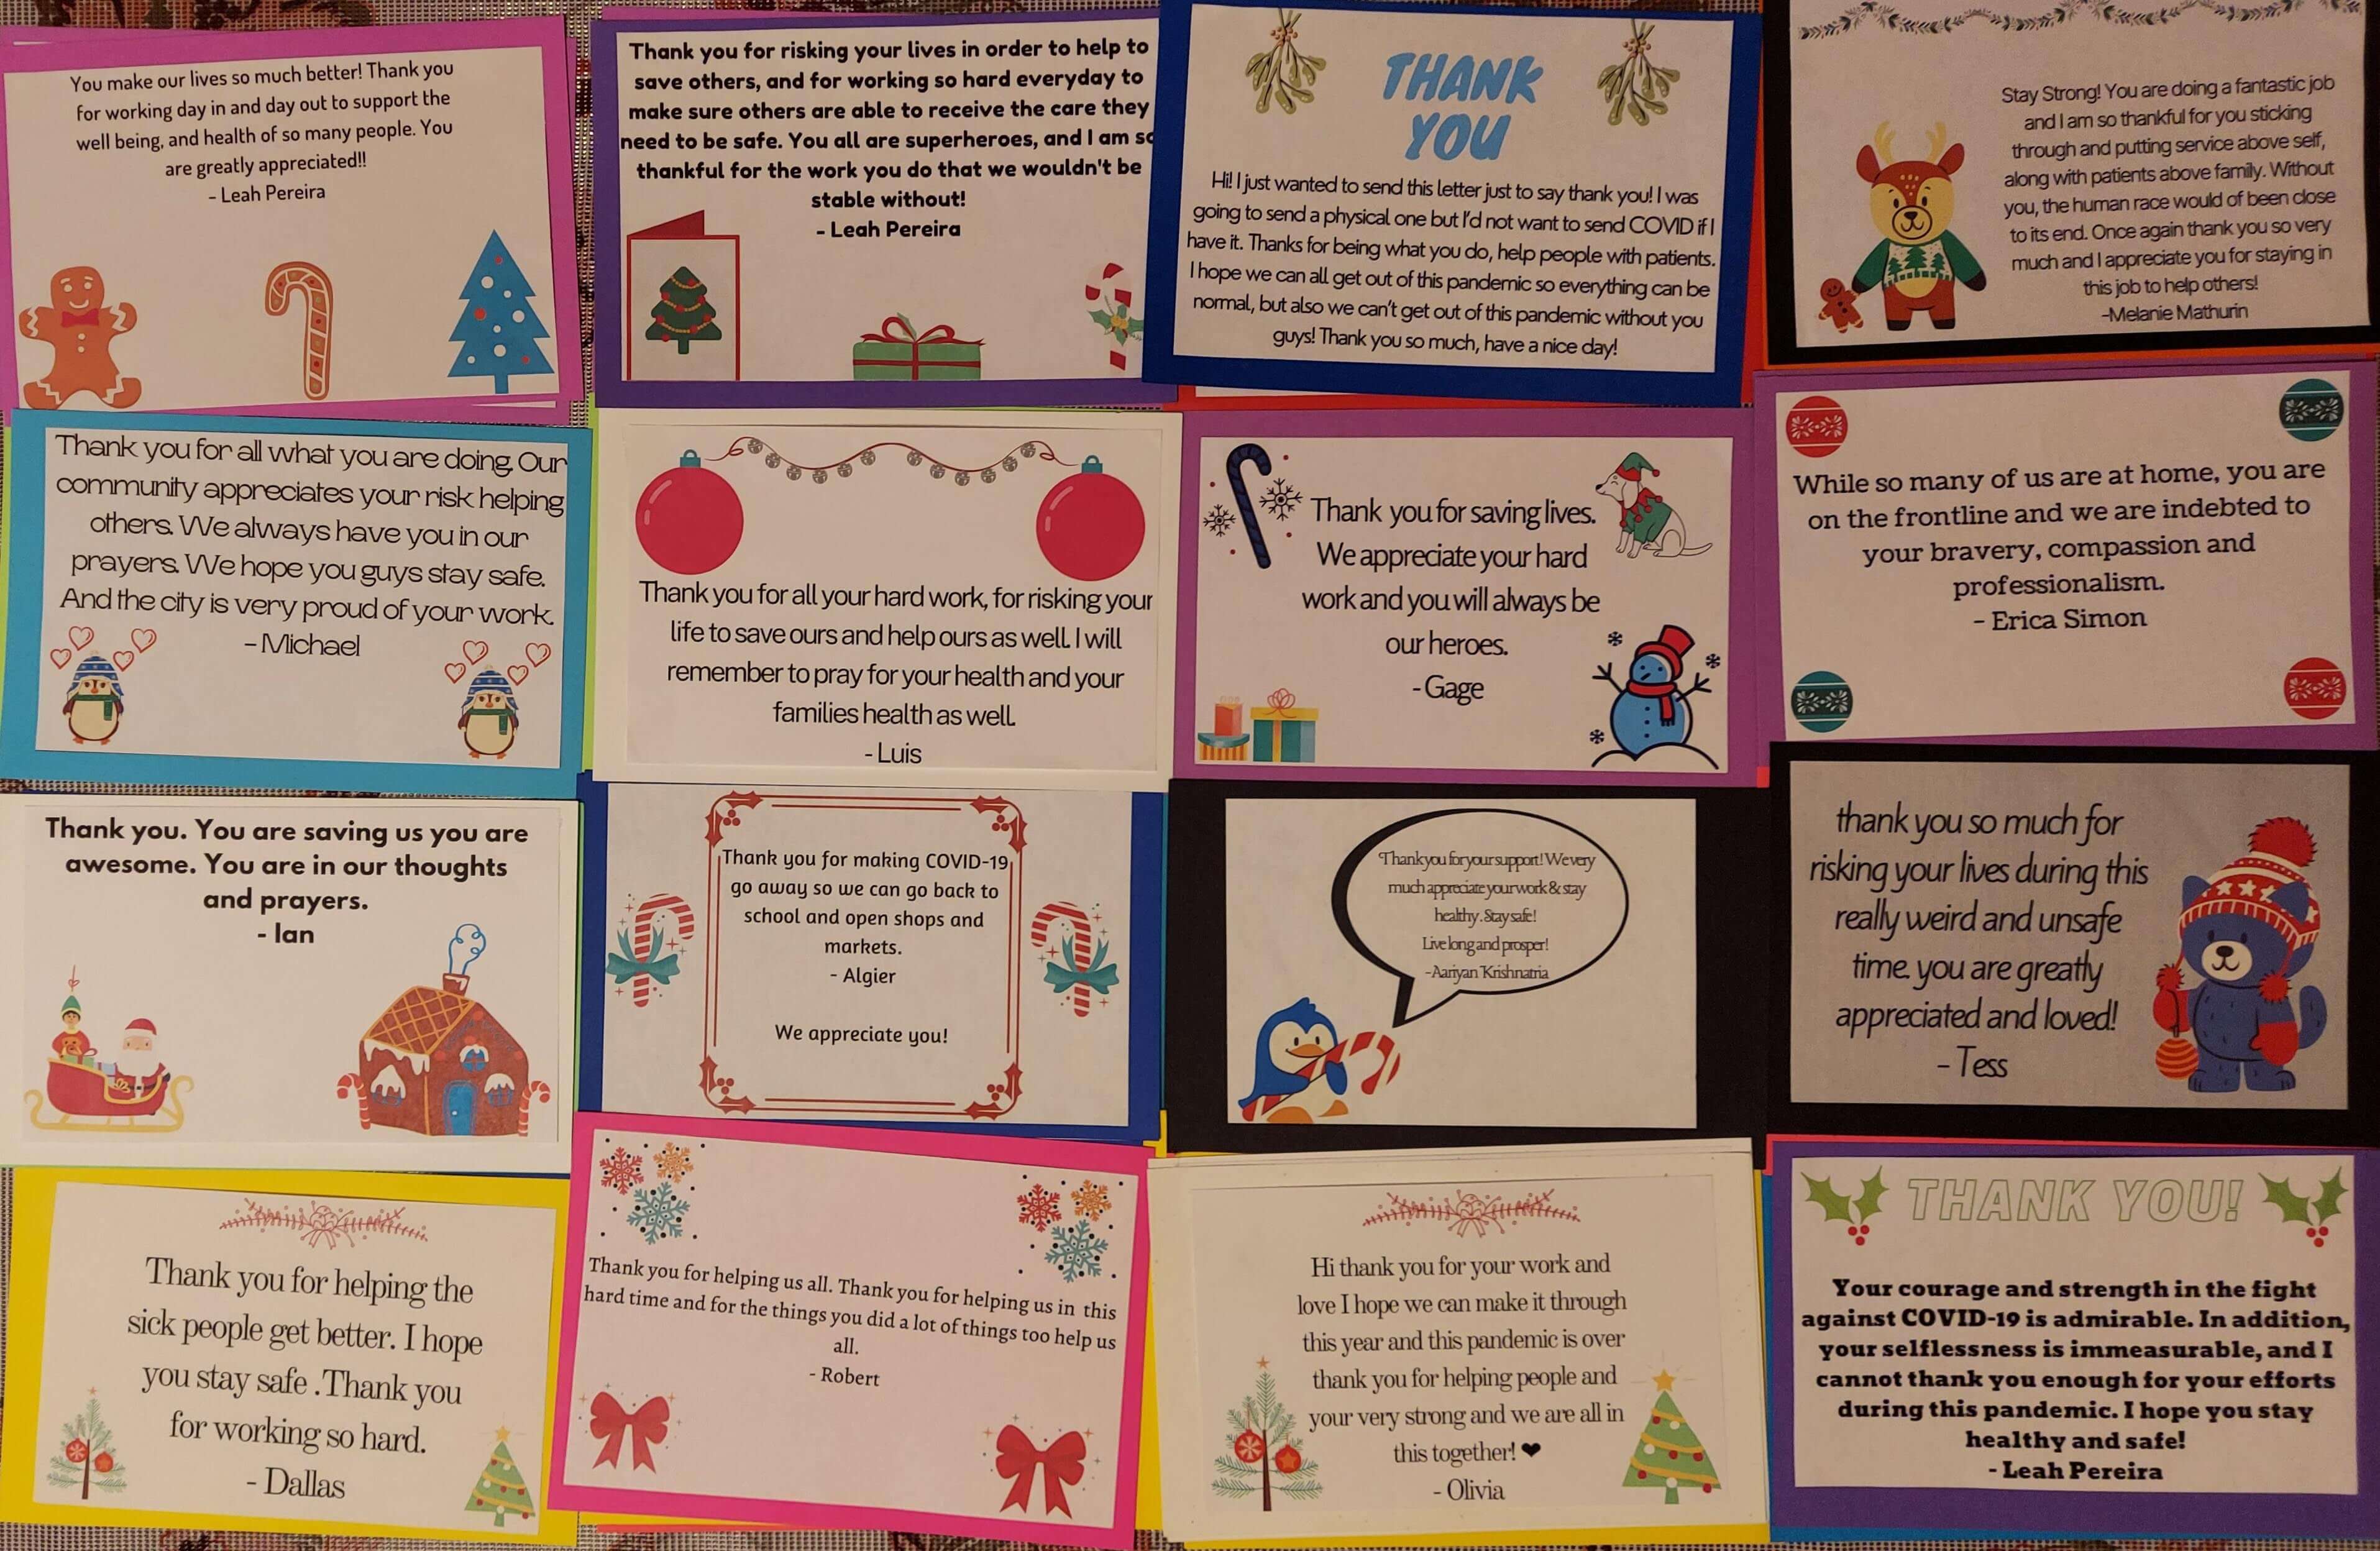 You make our lives so much better! Thank you
for working day in and day out to support the
well being, and health of so many people. You
are greatly appreciated!!
- Leah Pereira
Thank you for risking your lives in order to help to
save others, and for working so hard everyday to
make sure others are able to receive the care they
need to be safe. You all are superheroes, and I am so
thankful for the work you do that we wouldn't be
stable without!
- Leah Pereira
THANK
YOU
Hi! I just wanted to send this letter just to say thank you! I was
going to send a physical one but I'd not want to send COVID if I
have it. Thanks for being what you do, help people with patients.
I hope we can all get out of this pandemic so everything can be
normal, but also we can't get out of this pandemic without you
guys! Thank you so much, have a nice day!
Stay Strong! You are doing a fantastic job
and I am so thankful for you sticking
through and putting service above self,
along with patients above family. Without
you, the human race would of been close
to its end. Once again thank you so very
much and I appreciate you for staying in
this job to help others!
-Melanie Mathurin
Thank you for all what you are doing. Our
community appreciates your risk helping
others. We always have you in our
prayers. We hope you guys stay safe.
And the city is very proud of your work.
- Michael
Thank you for all your hard work, for risking your
life to save ours and help ours as well. I will
remember to pray for your health and your
families health as well.
- Luis
Thank you for saving lives.
We appreciate your hard
work and you will always be
our heroes.
- Gage
While so many of us are at home, you are
on the frontline and we are indebted to
your bravery, compassion and
professionalism.
- Erica Simon
Thank you. You are saving us you are
awesome. You are in our thoughts
and prayers.
- Ian
Thank you for making COVID-19
go away so we can go back to
school and open shops and
markets.
- Algier
We appreciate you!
Thank you for your support! We very
much appreciate your work & stay
healthy. Stay safe!
Live long and prosper!
-Aariyan Krishnatria
thank you so much for
risking your lives during this
really weird and unsafe
time. you are greatly
appreciated and loved!
- Tess
Thank you for helping the
sick people get better. I hope
you stay safe .Thank you
for working so hard.
- Dallas
Thank you for helping us all. Thank you for helping us in this
hard time and for the things you did a lot of things too help us
all.
- Robert
Hi thank you for your work and
love I hope we can make it through
this year and this pandemic is over
thank you for helping people and
your very strong and we are all in
this together! ❤
- Olivia
THANK YOU!
Your courage and strength in the fight
against COVID-19 is admirable. In addition,
your selflessness is immeasurable, and I
cannot thank you enough for your efforts
during this pandemic. I hope you stay
healthy and safe!
- Leah Pereira